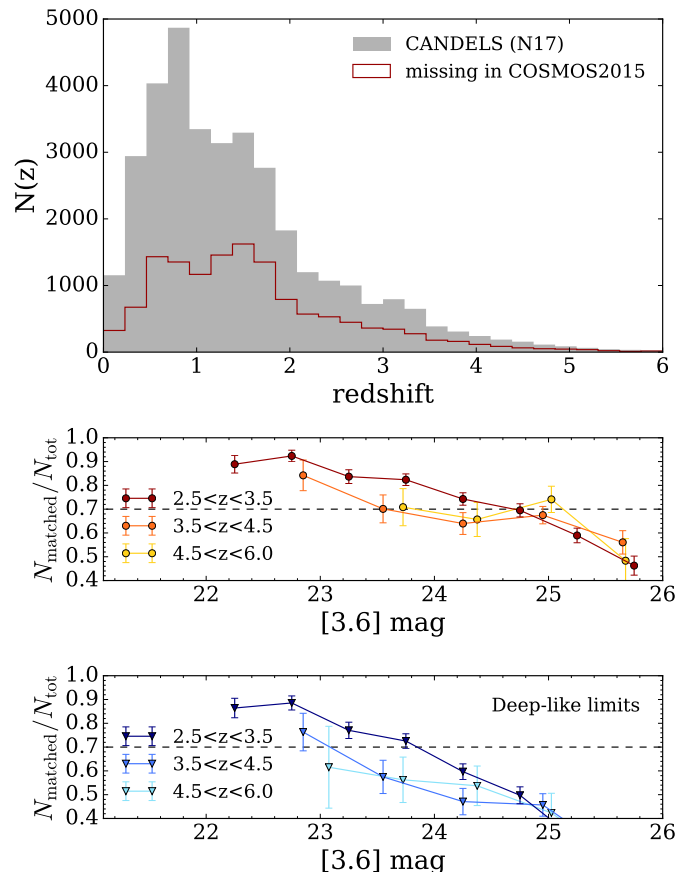 5000
4000
3000
2000
1000
0
N(z)
CANDELS (N17)
missing in COSMOS2015
0 1 2 3 4 5 6
redshift
1.0
0.9
0.8
0.7
0.6
0.5
0.4
N_matched/N_tot
2.5<z<3.5
3.5<z<4.5
4.5<z<6.0
22 23 24 25 26
[3.6] mag
1.0
0.9
0.8
0.7
0.6
0.5
0.4
N_matched/N_tot
Deep-like limits
2.5<z<3.5
3.5<z<4.5
4.5<z<6.0
22 23 24 25 26
[3.6] mag